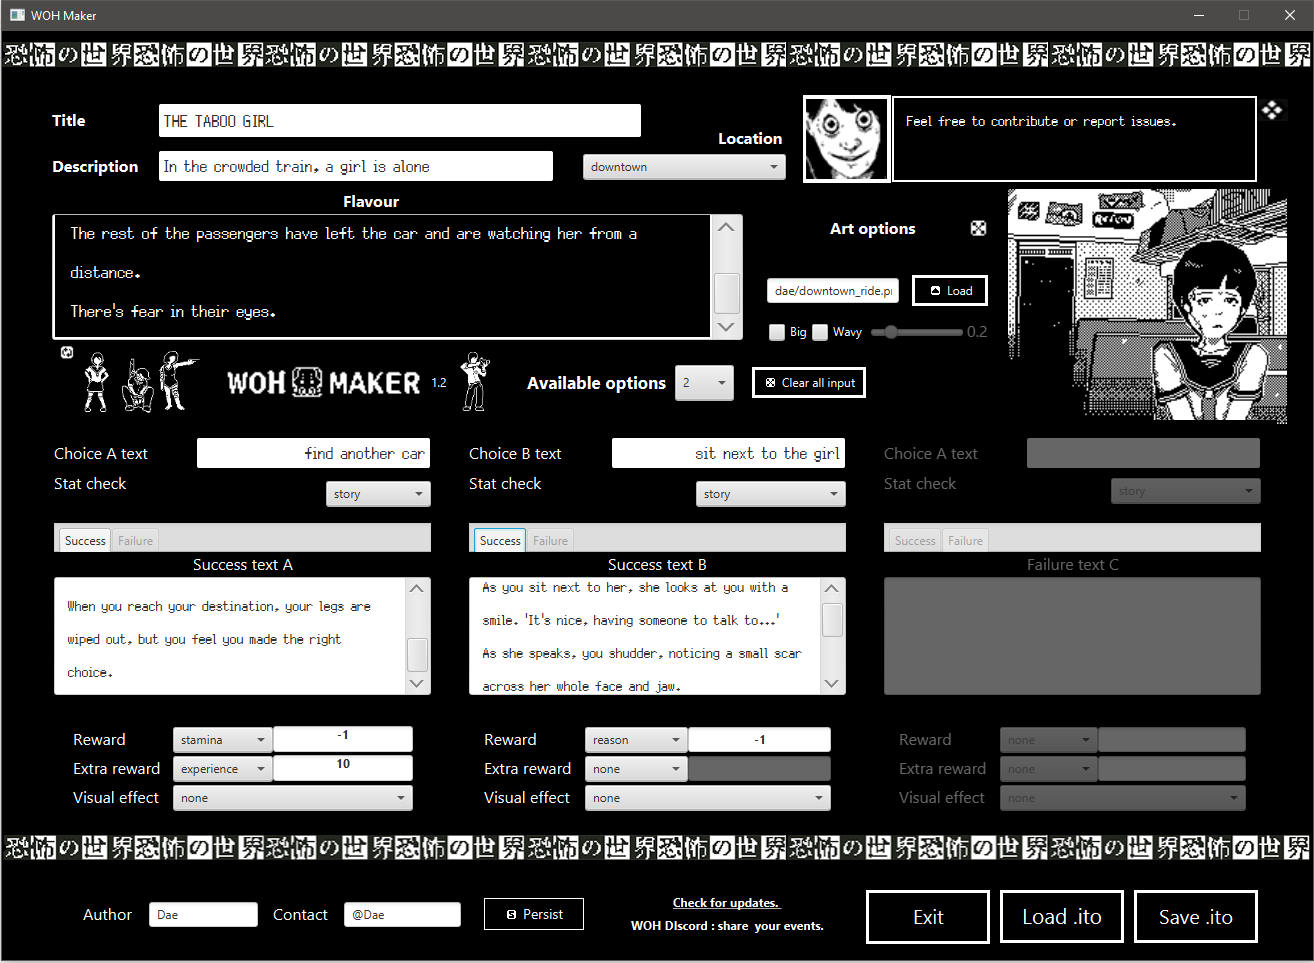 WOH Maker
恐怖の世界恐怖の世界恐怖の世界恐怖の世界恐怖の世界恐怖の世界恐怖の世界恐怖の世界恐怖の世界恐怖の世界
Title
THE TABOO GIRL
Description
In the crowded train, a girl is alone
Location
downtown
Feel free to contribute or report issues.
Flavour
The rest of the passengers have left the car and are watching her from a
distance.
There's fear in their eyes.
Art options
dae/downtown_ride.pr
Load
Big
Wavy
0.2
WOH MAKER
1.2
Available options
2
Clear all input
Choice A text
find another car
Stat check
story
Success Failure
Success text A
When you reach your destination, your legs are
wiped out, but you feel you made the right
choice.
Reward
stamina
-1
Extra reward
experience
10
Visual effect
none
Choice B text
sit next to the girl
Stat check
story
Success Failure
Success text B
As you sit next to her, she looks at you with a
smile. 'It's nice, having someone to talk to...'
As she speaks, you shudder, noticing a small scar
across her whole face and jaw.
Reward
reason
-1
Extra reward
none
Visual effect
none
Choice A text
Stat check
story
Success Failure
Failure text C
Reward
none
Extra reward
none
Visual effect
none
恐怖の世界恐怖の世界恐怖の世界恐怖の世界恐怖の世界恐怖の世界恐怖の世界恐怖の世界恐怖の世界恐怖の世界
Author
Dae
Contact
@Dae
Persist
Check for updates.
WOH DIscord : share your events.
Exit
Load .ito
Save .ito